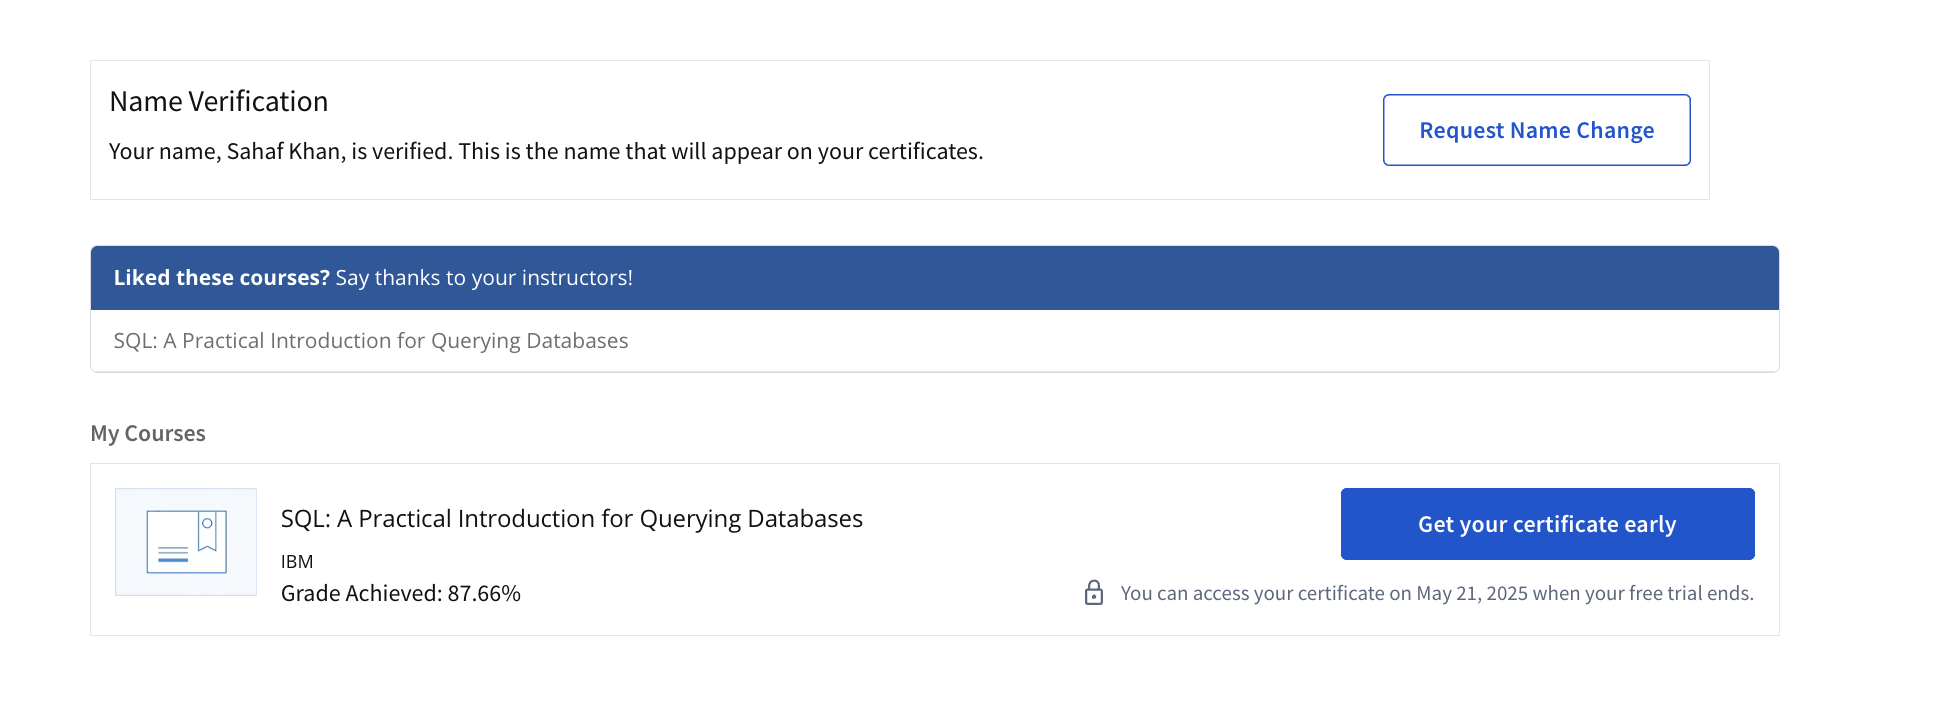 Name Verification
Your name, Sahaf Khan, is verified. This is the name that will appear on your certificates.
Request Name Change
Liked these courses? Say thanks to your instructors!
SQL: A Practical Introduction for Querying Databases
My Courses
SQL: A Practical Introduction for Querying Databases
IBM
Grade Achieved: 87.66%
Get your certificate early
You can access your certificate on May 21, 2025 when your free trial ends.